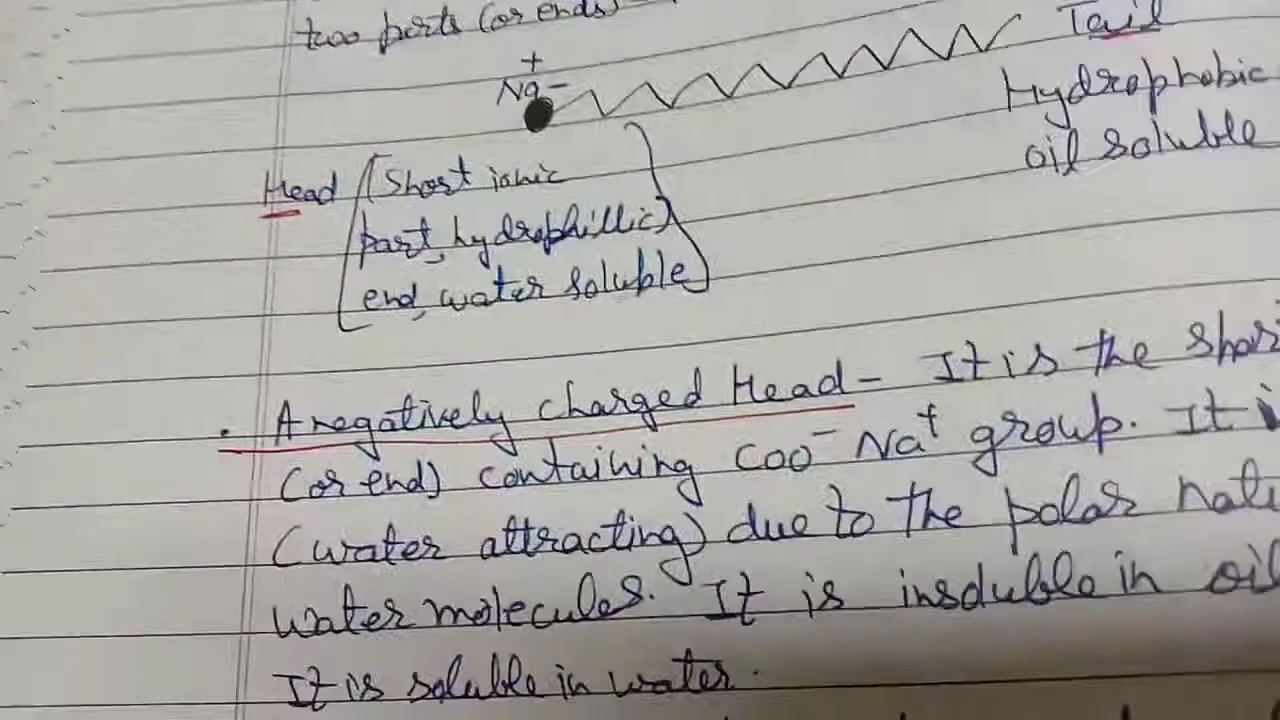 two parts (or ends)
+
Na-
Tail
Hydrophobic
oil soluble
Head (Short ionic
part, hydrophillic
end, water soluble)
. A negatively charged Head - It is the shor
(or end) containing COO⁻ Na⁺ group. It i
(water attracting) due to the polar natu
water molecules. It is insoluble in oil
It is soluble in water.